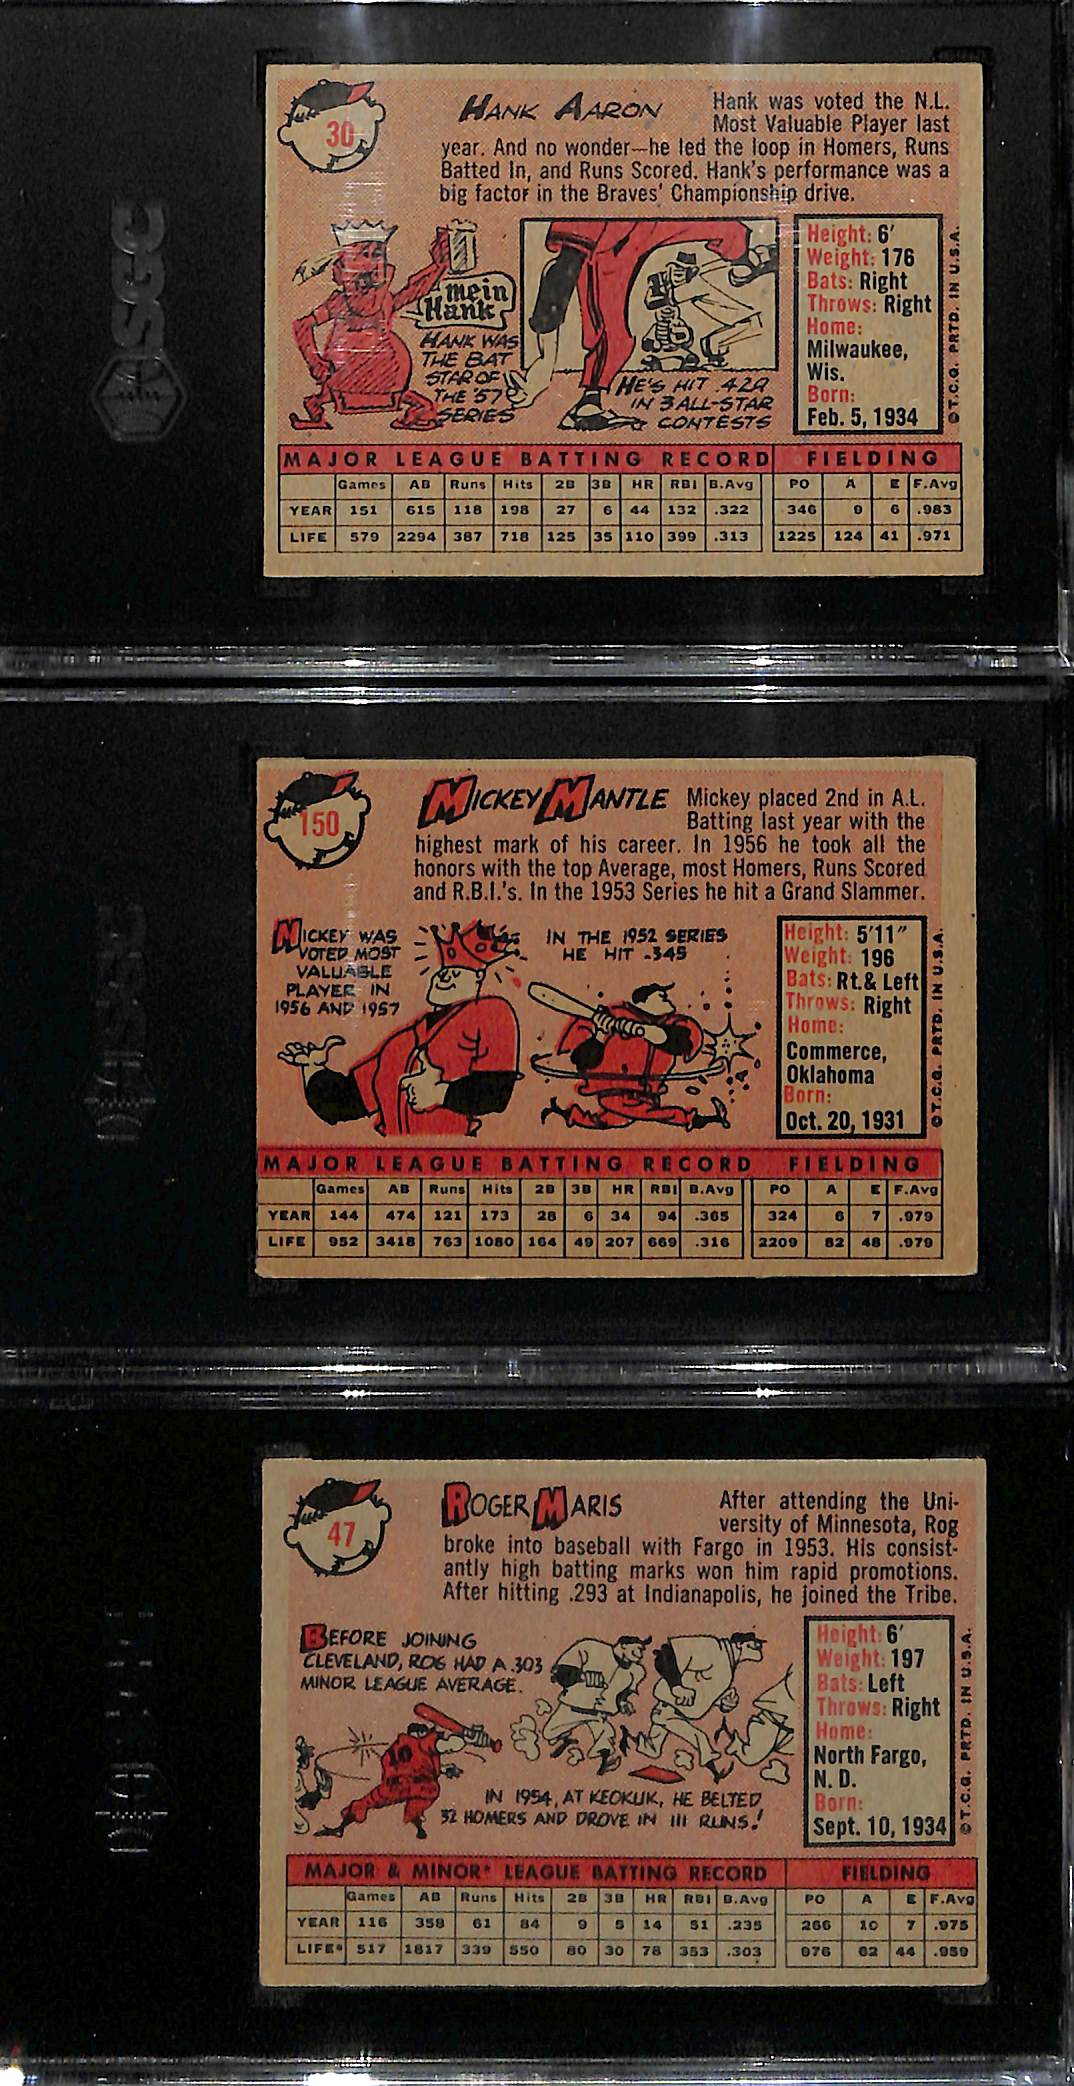 SGC
30
HANK AARON
Hank was voted the N.L.
Most Valuable Player last
year. And no wonder—he led the loop in Homers, Runs
Batted In, and Runs Scored. Hank's performance was a
big factor in the Braves' Championship drive.
mein
Hank
HANK WAS
THE BAT
STAR OF
THE '57
SERIES
HE'S HIT .429
IN 3 ALL-STAR
CONTESTS
Height: 6'
Weight: 176
Bats: Right
Throws: Right
Home:
Milwaukee,
Wis.
Born:
Feb. 5, 1934
©T.C.G. PRTD. IN U.S.A.
MAJOR LEAGUE BATTING RECORD FIELDING
Games AB Runs Hits 2B 3B HR RBI B.Avg PO A E F.Avg
YEAR 151 615 118 198 27 6 44 132 .322 346 9 6 .983
LIFE 579 2294 387 718 125 35 110 399 .313 1225 124 41 .971
SGC
150
MICKEY MANTLE
Mickey placed 2nd in A.L.
Batting last year with the
highest mark of his career. In 1956 he took all the
honors with the top Average, most Homers, Runs Scored
and R.B.I.'s. In the 1953 Series he hit a Grand Slammer.
MICKEY WAS
VOTED MOST
VALUABLE
PLAYER IN
1956 AND 1957
IN THE 1952 SERIES
HE HIT .345
Height: 5'11"
Weight: 196
Bats: Rt.& Left
Throws: Right
Home:
Commerce,
Oklahoma
Born:
Oct. 20, 1931
©T.C.G. PRTD. IN U.S.A.
MAJOR LEAGUE BATTING RECORD FIELDING
Games AB Runs Hits 2B 3B HR RBI B.Avg PO A E F.Avg
YEAR 144 474 121 173 28 6 34 94 .365 324 6 7 .979
LIFE 952 3418 763 1080 164 49 207 669 .316 2209 82 48 .979
47
ROGER MARIS
After attending the Uni-
versity of Minnesota, Rog
broke into baseball with Fargo in 1953. His consist-
antly high batting marks won him rapid promotions.
After hitting .293 at Indianapolis, he joined the Tribe.
BEFORE JOINING
CLEVELAND, ROG HAD A .303
MINOR LEAGUE AVERAGE.
10
IN 1954, AT KEOKUK, HE BELTED
32 HOMERS AND DROVE IN 111 RUNS!
Height: 6'
Weight: 197
Bats: Left
Throws: Right
Home:
North Fargo,
N. D.
Born:
Sept. 10, 1934
©T.C.G. PRTD. IN U.S.A.
MAJOR & MINOR* LEAGUE BATTING RECORD FIELDING
Games AB Runs Hits 2B 3B HR RBI B.Avg PO A E F.Avg
YEAR 116 358 61 84 9 5 14 51 .235 266 10 7 .975
LIFE* 517 1817 339 550 80 30 78 353 .303 976 62 44 .959